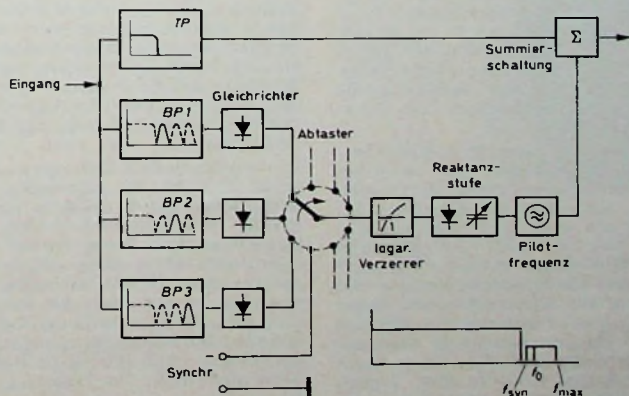 TP
Σ
Summier-
schaltung
Eingang
Gleichrichter
BP1
Abtaster
Reaktanz-
stufe
BP2
logar.
Verzerrer
Pilot-
frequenz
BP3
Synchr
f_syn f_0 f_max